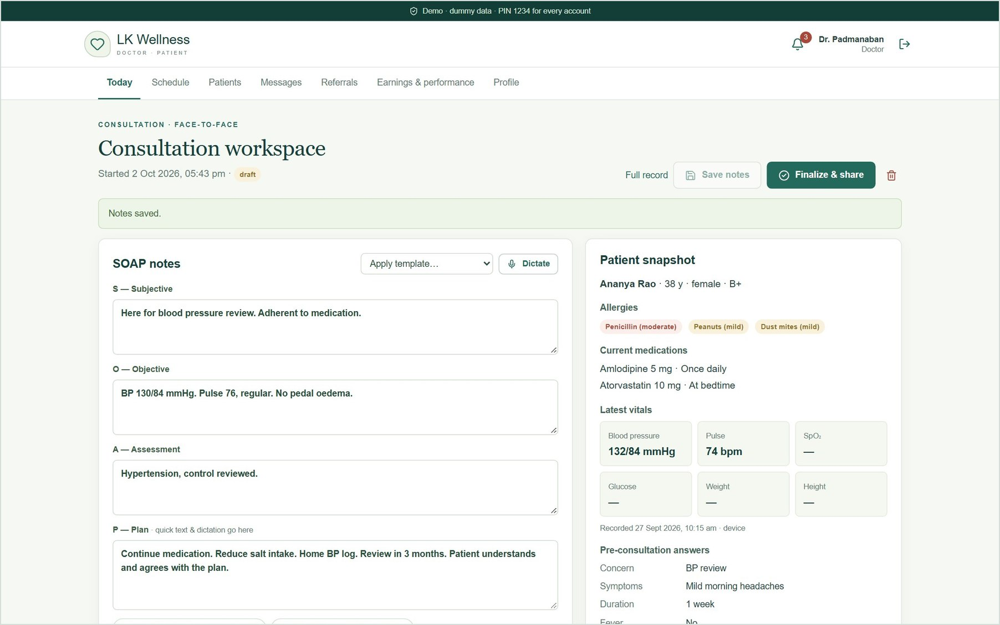 Demo · dummy data · PIN 1234 for every account
LK Wellness
DOCTOR · PATIENT
3
Dr. Padmanaban
Doctor
Today
Schedule
Patients
Messages
Referrals
Earnings & performance
Profile
CONSULTATION · FACE-TO-FACE
Consultation workspace
Started 2 Oct 2026, 05:43 pm · draft
Full record
Save notes
Finalize & share
Notes saved.
SOAP notes
Apply template…
Dictate
S — Subjective
Here for blood pressure review. Adherent to medication.
O — Objective
BP 130/84 mmHg. Pulse 76, regular. No pedal oedema.
A — Assessment
Hypertension, control reviewed.
P — Plan · quick text & dictation go here
Continue medication. Reduce salt intake. Home BP log. Review in 3 months. Patient understands
and agrees with the plan.
Patient snapshot
Ananya Rao · 38 y · female · B+
Allergies
Penicillin (moderate)
Peanuts (mild)
Dust mites (mild)
Current medications
Amlodipine 5 mg · Once daily
Atorvastatin 10 mg · At bedtime
Latest vitals
Blood pressure
132/84 mmHg
Pulse
74 bpm
SpO₂
—
Glucose
—
Weight
—
Height
—
Recorded 27 Sept 2026, 10:15 am · device
Pre-consultation answers
Concern BP review
Symptoms Mild morning headaches
Duration 1 week
Fever No